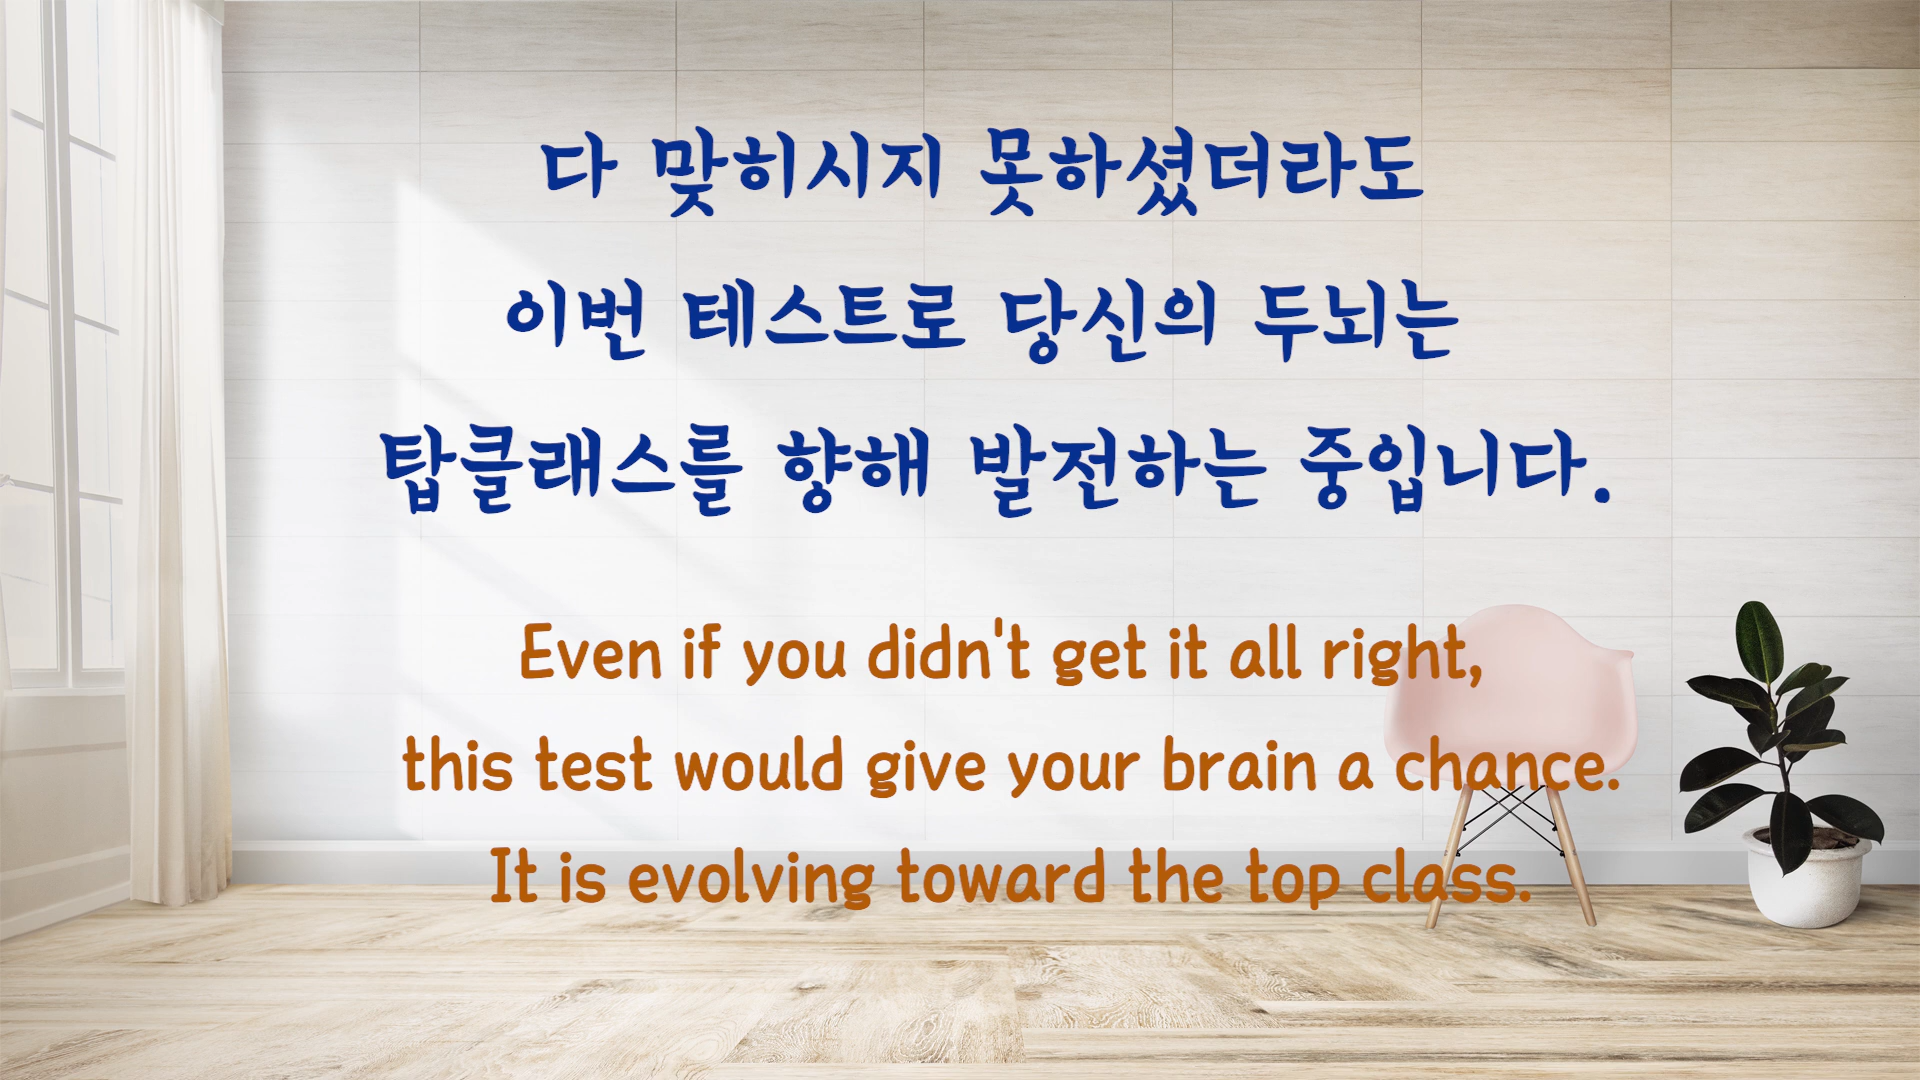 다 맞히시지 못하셨더라도
이번 테스트로 당신의 두뇌는
탑클래스를 향해 발전하는 중입니다.
Even if you didn't get it all right,
this test would give your brain a chance.
It is evolving toward the top class.